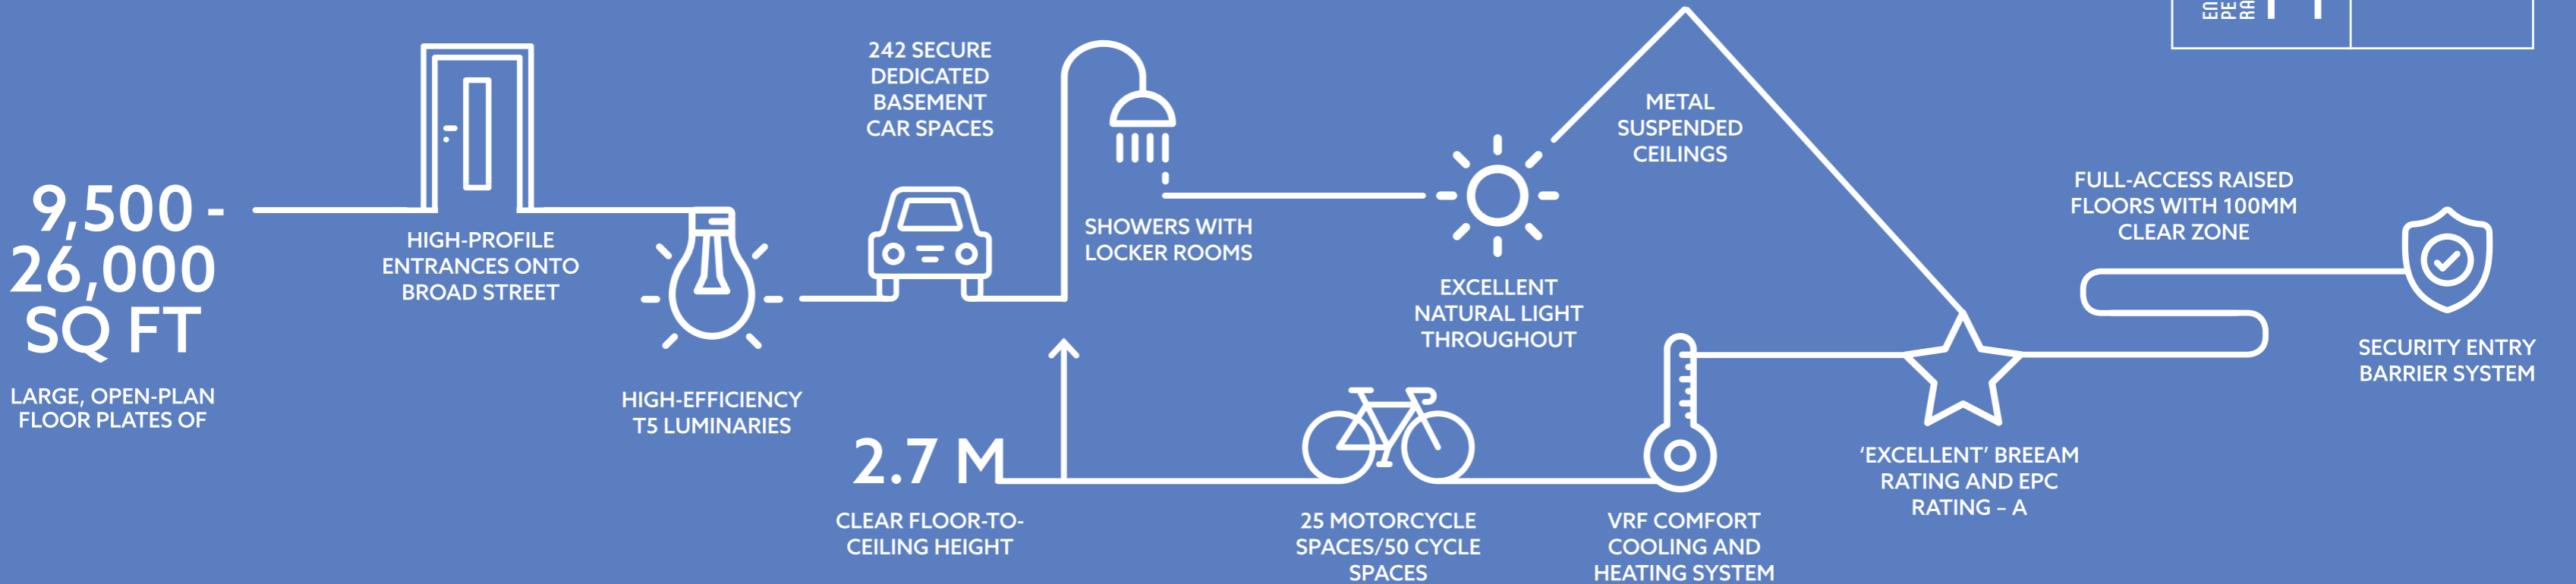 9,500 -
26,000
SQ FT
LARGE, OPEN-PLAN
FLOOR PLATES OF
HIGH-PROFILE
ENTRANCES ONTO
BROAD STREET
HIGH-EFFICIENCY
T5 LUMINARIES
242 SECURE
DEDICATED
BASEMENT
CAR SPACES
SHOWERS WITH
LOCKER ROOMS
2.7 M
CLEAR FLOOR-TO-
CEILING HEIGHT
EXCELLENT
NATURAL LIGHT
THROUGHOUT
25 MOTORCYCLE
SPACES/50 CYCLE
SPACES
METAL
SUSPENDED
CEILINGS
VRF COMFORT
COOLING AND
HEATING SYSTEM
‘EXCELLENT’ BREEAM
RATING AND EPC
RATING – A
FULL-ACCESS RAISED
FLOORS WITH 100MM
CLEAR ZONE
SECURITY ENTRY
BARRIER SYSTEM